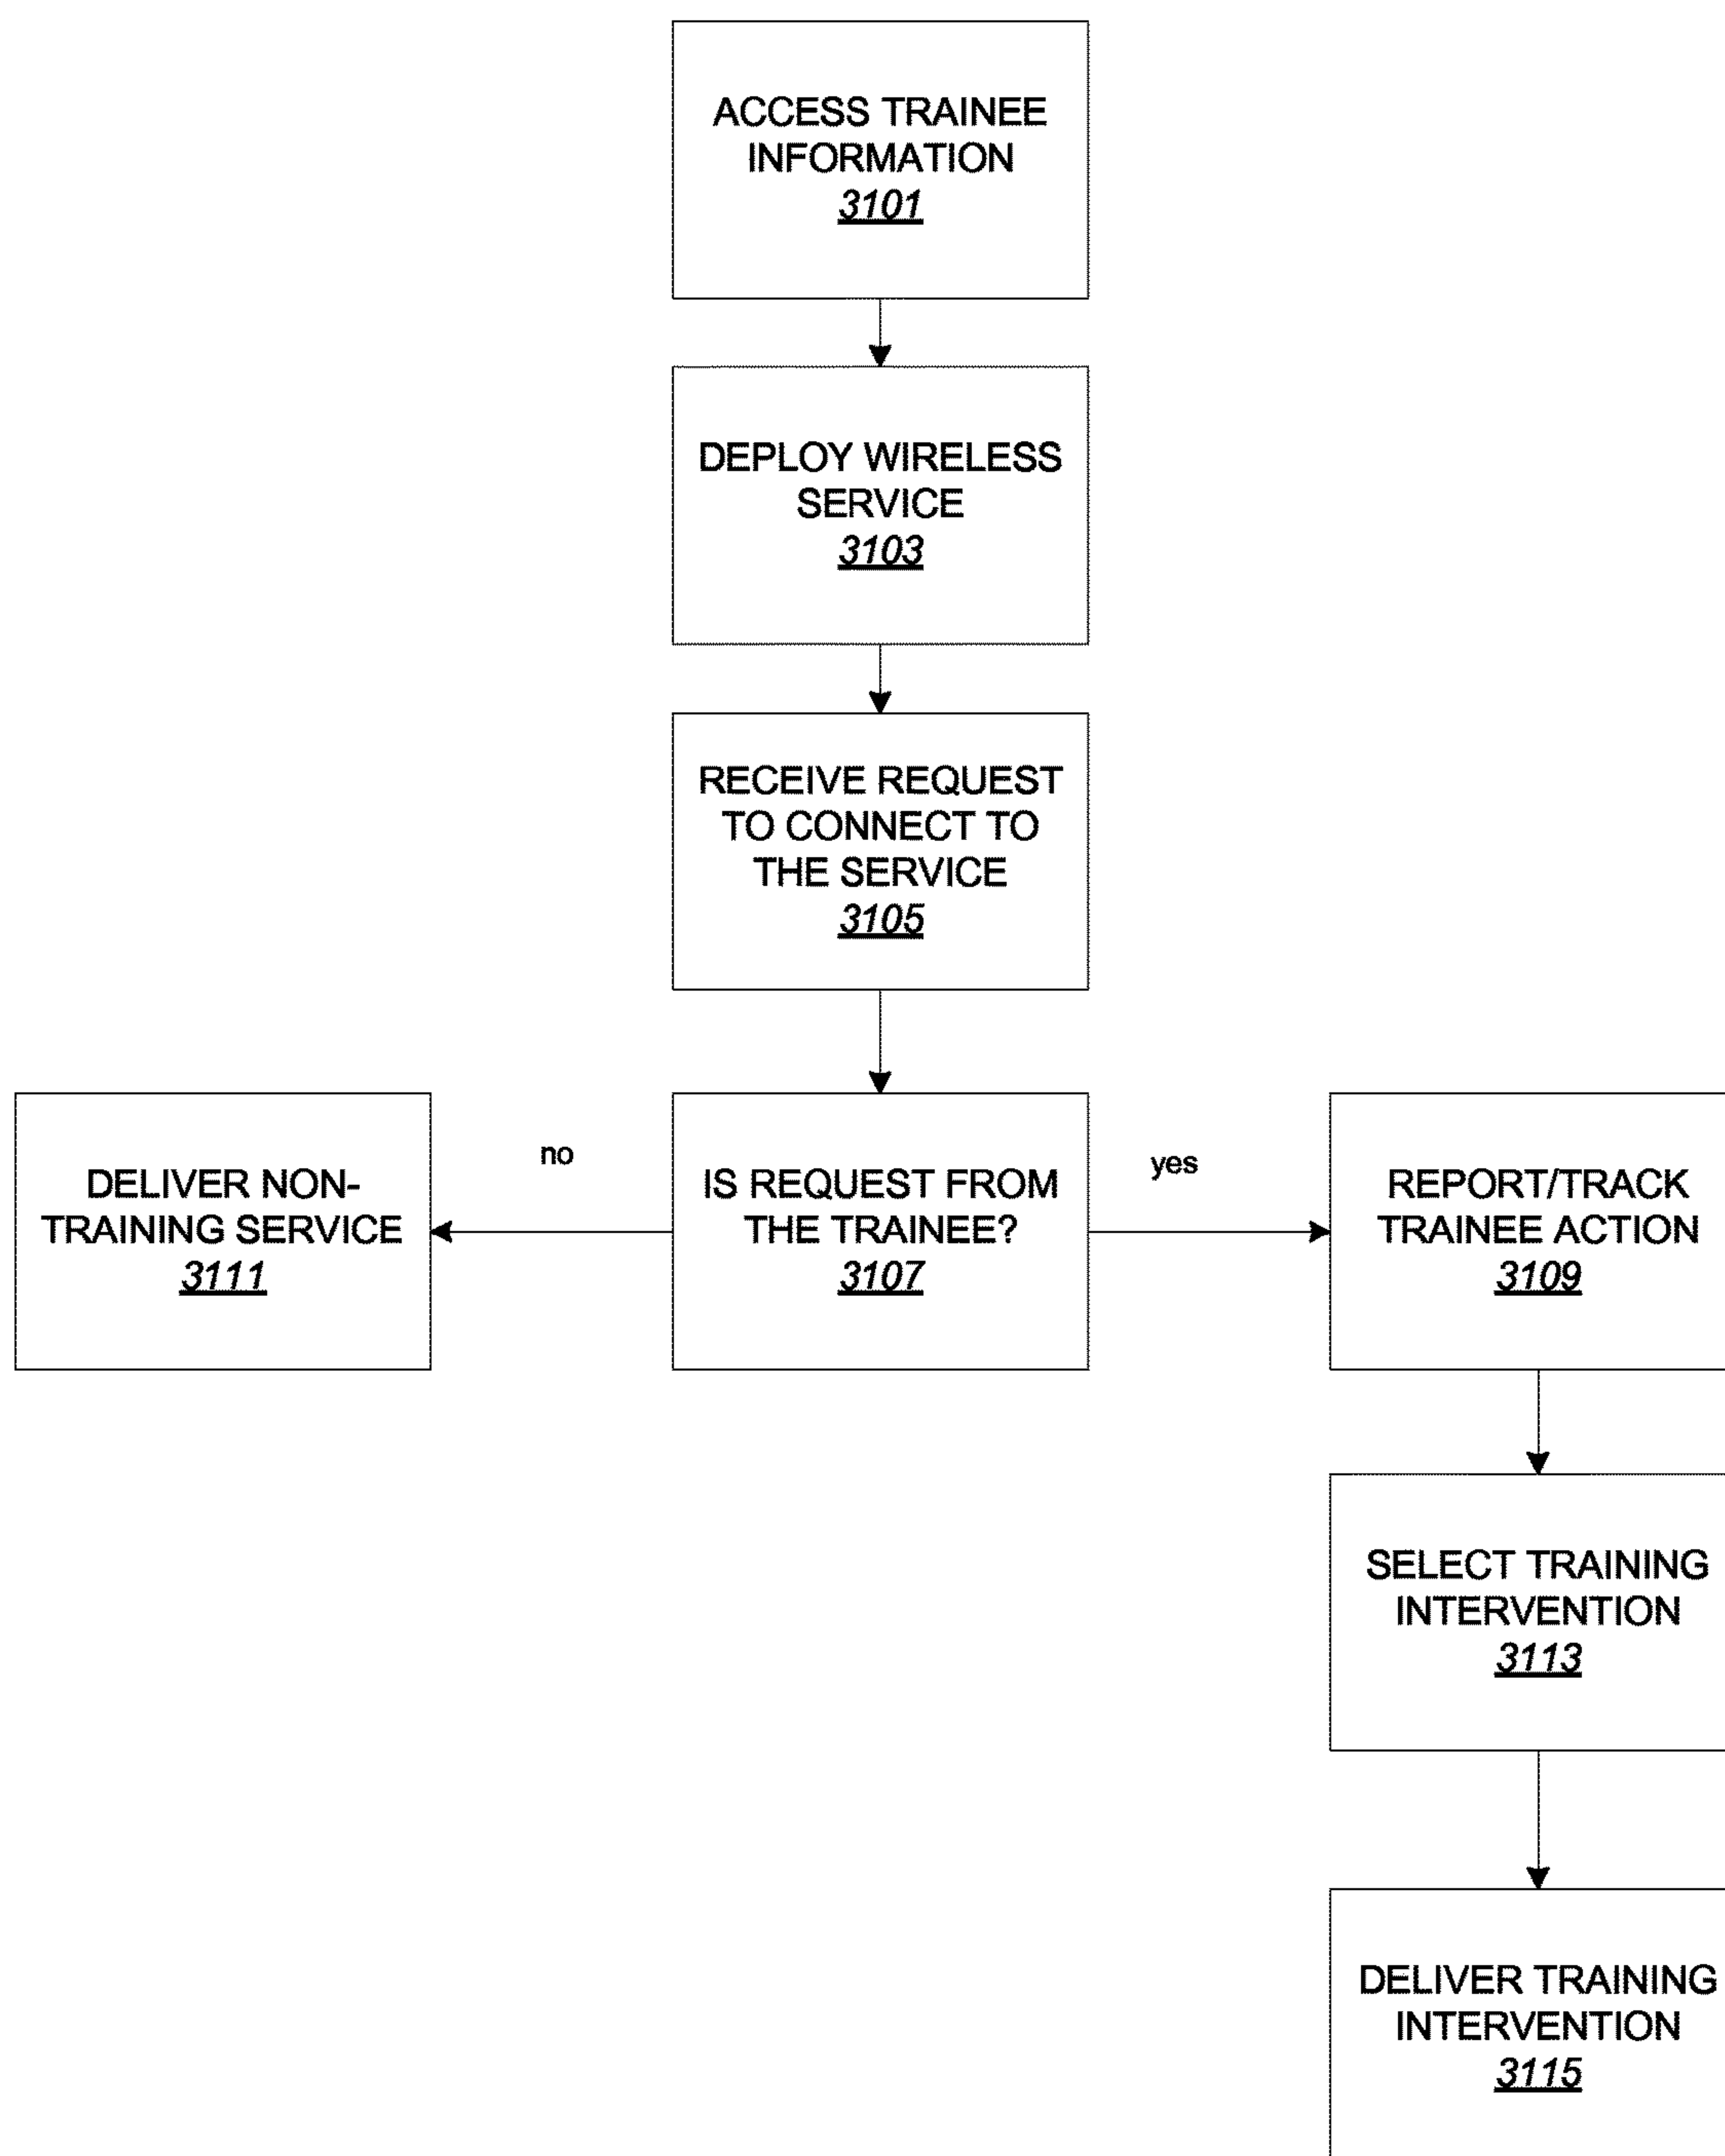 ACCESS TRAINEE
INFORMATION
3101
DEPLOY WIRELESS
SERVICE
3103
RECEIVE REQUEST
TO CONNECT TO
THE SERVICE
3105
DELIVER NON-
TRAINING SERVICE
3111
no
IS REQUEST FROM
THE TRAINEE?
3107
yes
REPORT/TRACK
TRAINEE ACTION
3109
SELECT TRAINING
INTERVENTION
3113
DELIVER TRAINING
INTERVENTION
3115